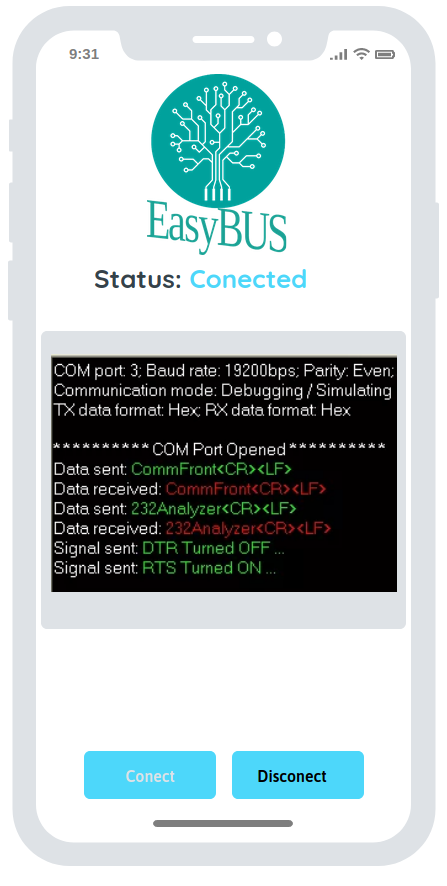 9:31
EasyBUS
Status: Conected
COM port: 3; Baud rate: 19200bps; Parity: Even;
Communication mode: Debugging / Simulating
TX data format: Hex; RX data format: Hex
********** COM Port Opened **********
Data sent: CommFront<CR><LF>
Data received: CommFront<CR><LF>
Data sent: 232Analyzer<CR><LF>
Data received: 232Analyzer<CR><LF>
Signal sent: DTR Turned OFF ...
Signal sent: RTS Turned ON ...
Conect
Disconect